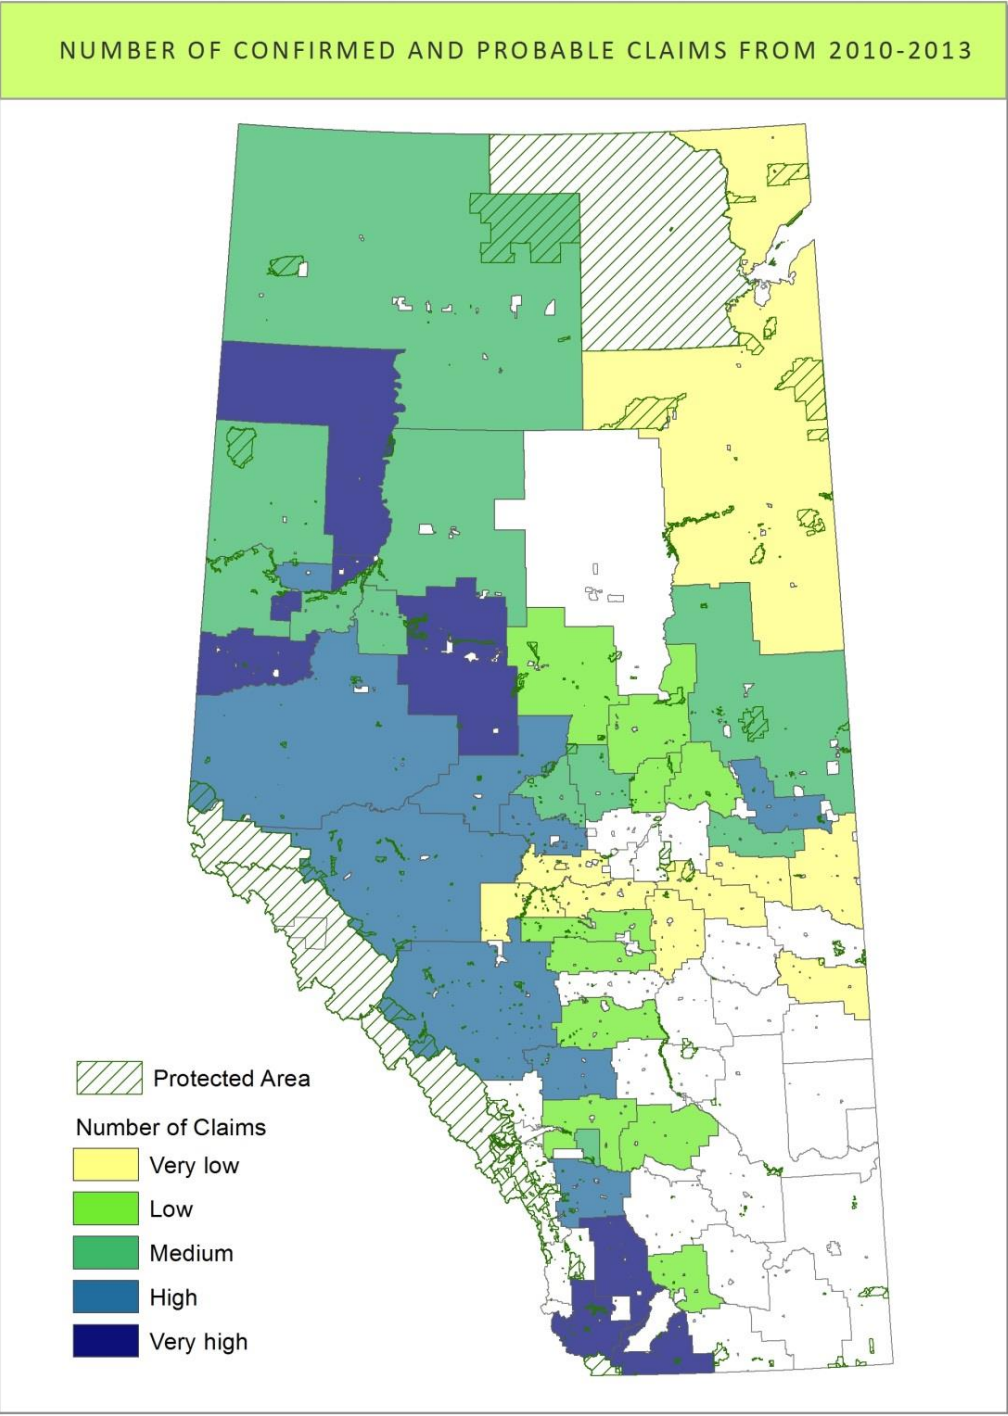 NUMBER OF CONFIRMED AND PROBABLE CLAIMS FROM 2010-2013
Protected Area
Number of Claims
Very low
Low
Medium
High
Very high